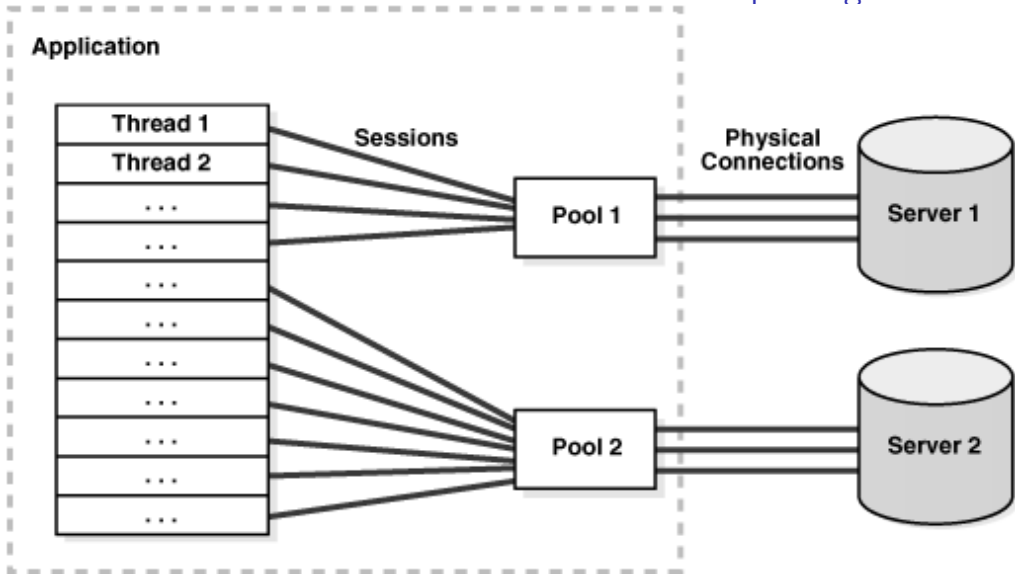 Application
Thread 1
Thread 2
. . .
. . .
. . .
. . .
. . .
. . .
. . .
. . .
. . .
Sessions
Pool 1
Pool 2
Physical
Connections
Server 1
Server 2